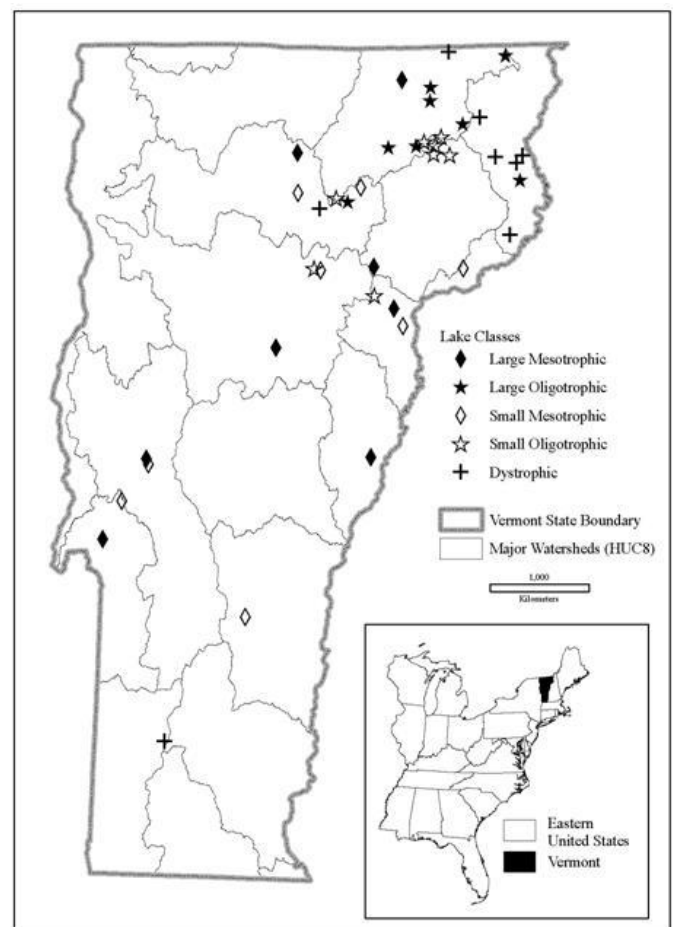 Lake Classes
Large Mesotrophic
Large Oligotrophic
Small Mesotrophic
Small Oligotrophic
Dystrophic
Vermont State Boundary
Major Watersheds (HUC8)
1,000
Kilometers
Eastern
United States
Vermont